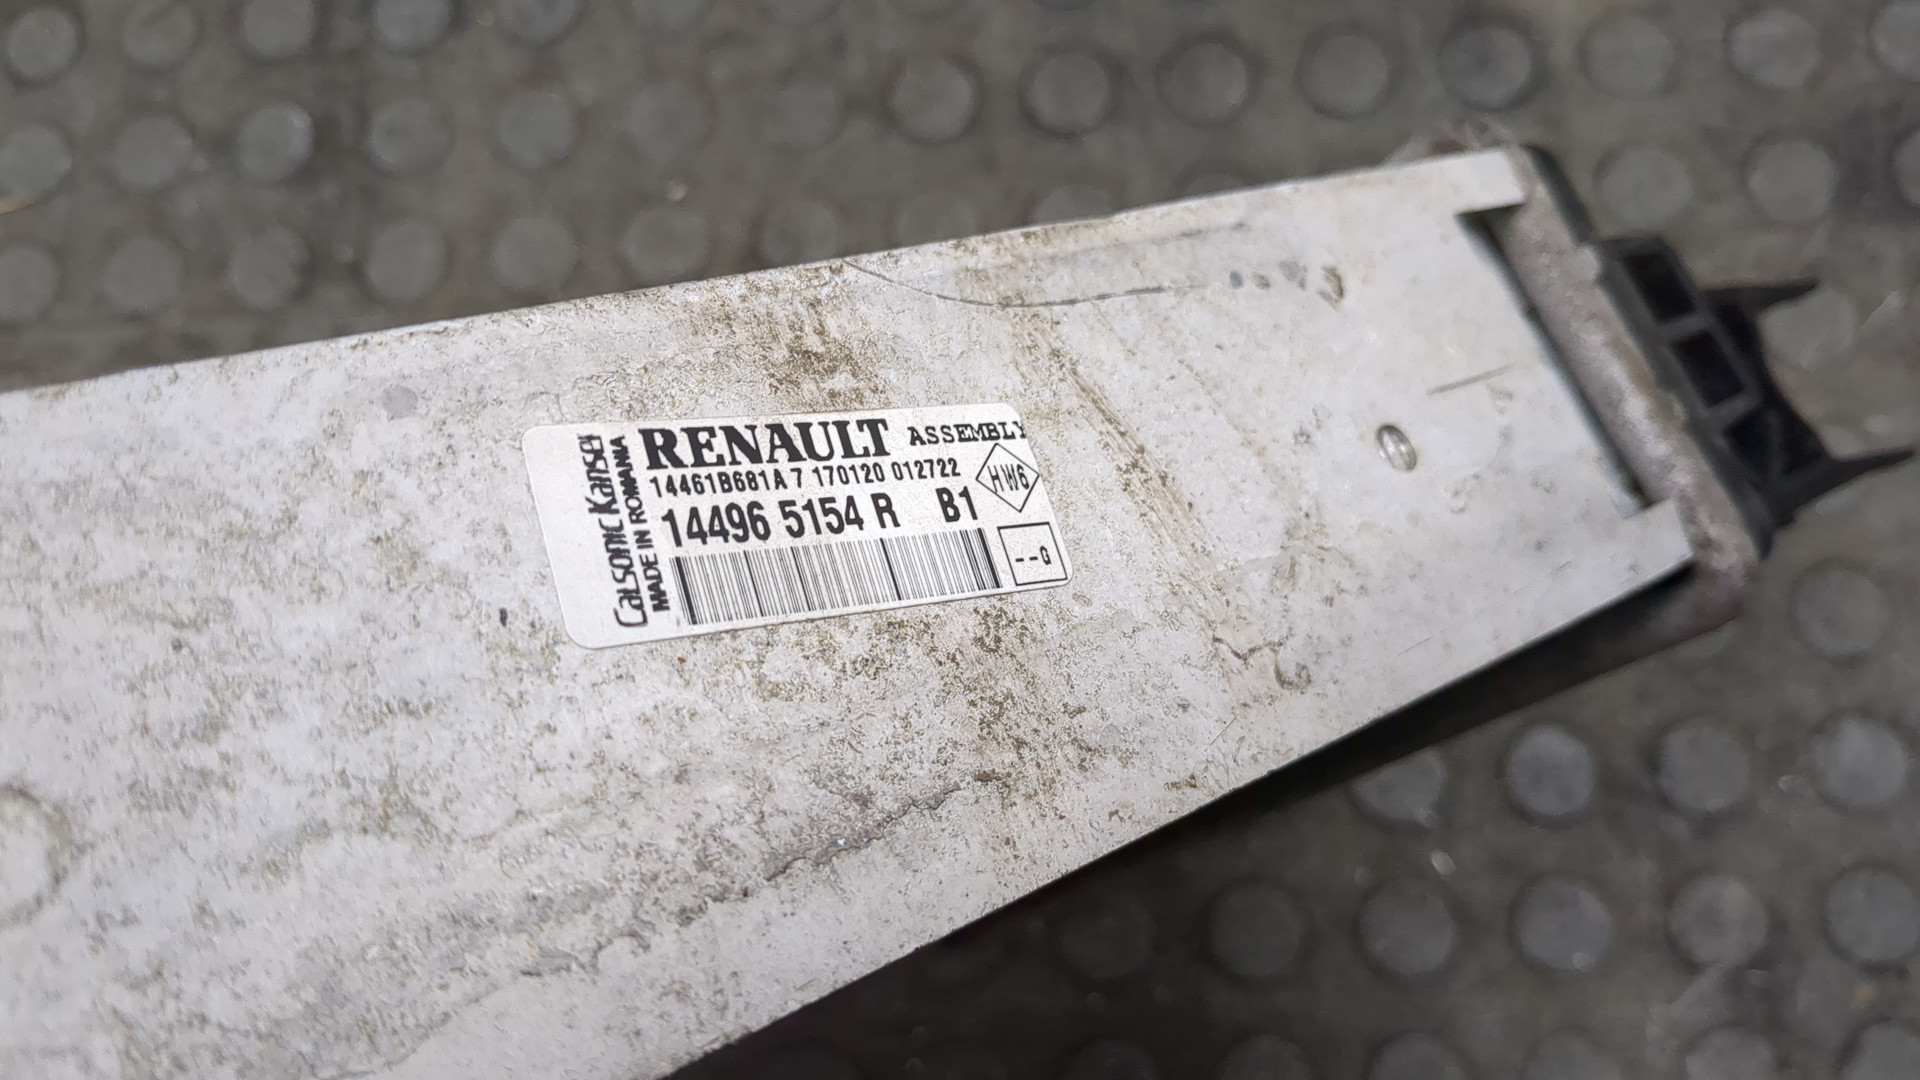 RENAULT ASSEMBLY
14461B681A 7 170120 012722
14496 5154 R B1
HW6
--G
CalsonicKansei
MADE IN ROMANIA